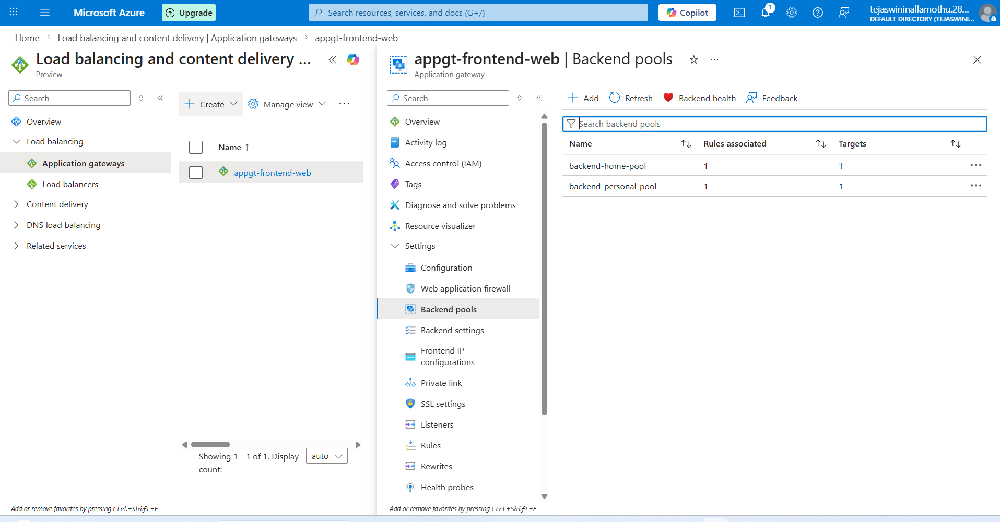 Microsoft Azure
Upgrade
Search resources, services, and docs (G+/)
Copilot
1
tejaswininallamothu.28...
DEFAULT DIRECTORY (TEJASWINI...
Home > Load balancing and content delivery | Application gateways > appgt-frontend-web
Load balancing and content delivery ...
Preview
Search
Overview
Load balancing
Application gateways
Load balancers
Content delivery
DNS load balancing
Related services
Add or remove favorites by pressing Ctrl+Shift+F
Create
Manage view
...
Name ↑
appgt-frontend-web
Showing 1 - 1 of 1. Display
count:
auto
appgt-frontend-web | Backend pools
...
Application gateway
Search
Overview
Activity log
Access control (IAM)
Tags
Diagnose and solve problems
Resource visualizer
Settings
Configuration
Web application firewall
Backend pools
Backend settings
Frontend IP
configurations
Private link
SSL settings
Listeners
Rules
Rewrites
Health probes
Add or remove favorites by pressing Ctrl+Shift+F
Add
Refresh
Backend health
Feedback
Search backend pools
Name ↑↓ Rules associated ↑↓ Targets ↑↓
backend-home-pool 1 1 ...
backend-personal-pool 1 1 ...